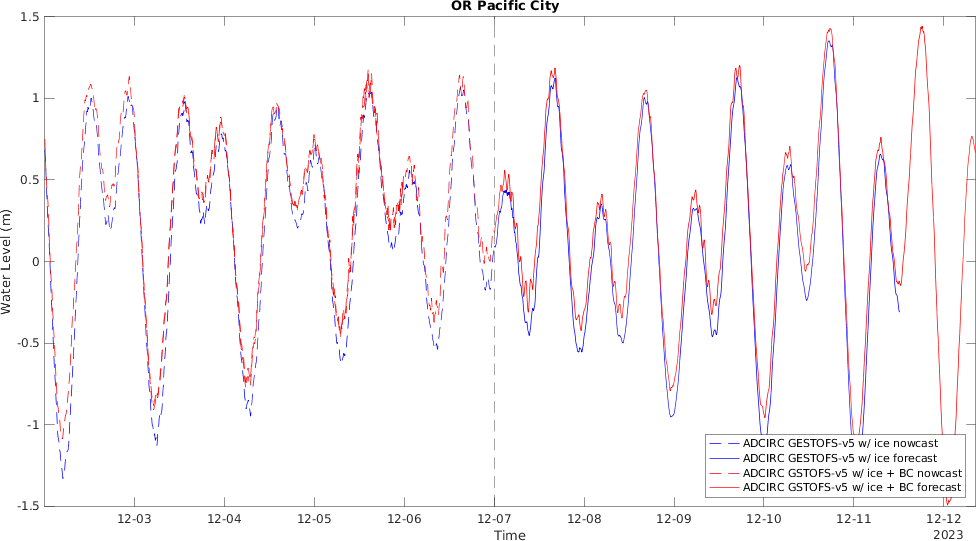 OR Pacific City
1.5
1
0.5
0
-0.5
-1
-1.5
Water Level (m)
12-03 12-04 12-05 12-06 12-07 12-08 12-09 12-10 12-11 12-12
Time 2023
ADCIRC GESTOFS-v5 w/ ice nowcast
ADCIRC GESTOFS-v5 w/ ice forecast
ADCIRC GSTOFS-v5 w/ ice + BC nowcast
ADCIRC GSTOFS-v5 w/ ice + BC forecast